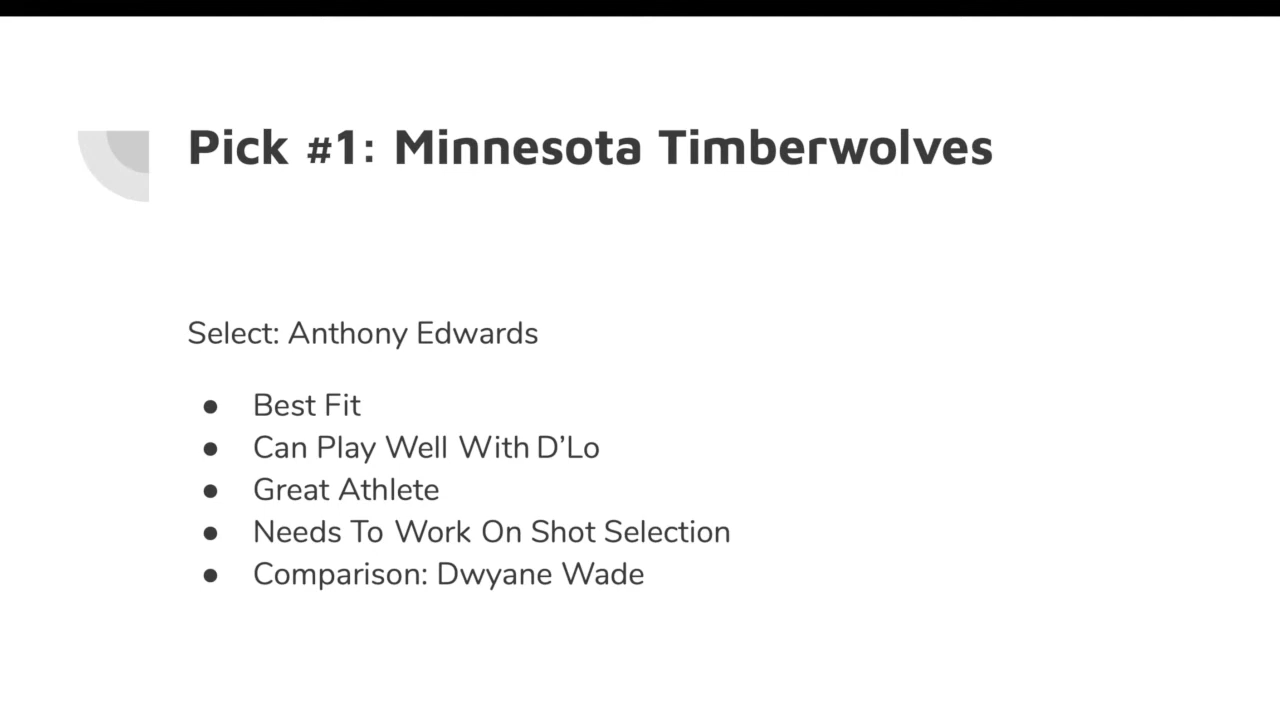 Pick #1: Minnesota Timberwolves
Select: Anthony Edwards
● Best Fit
● Can Play Well With D’Lo
● Great Athlete
● Needs To Work On Shot Selection
● Comparison: Dwyane Wade